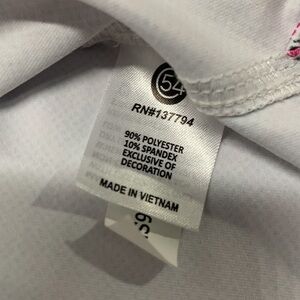 54
RN#137794
90% POLYESTER
10% SPANDEX
EXCLUSIVE OF
DECORATION
MADE IN VIETNAM